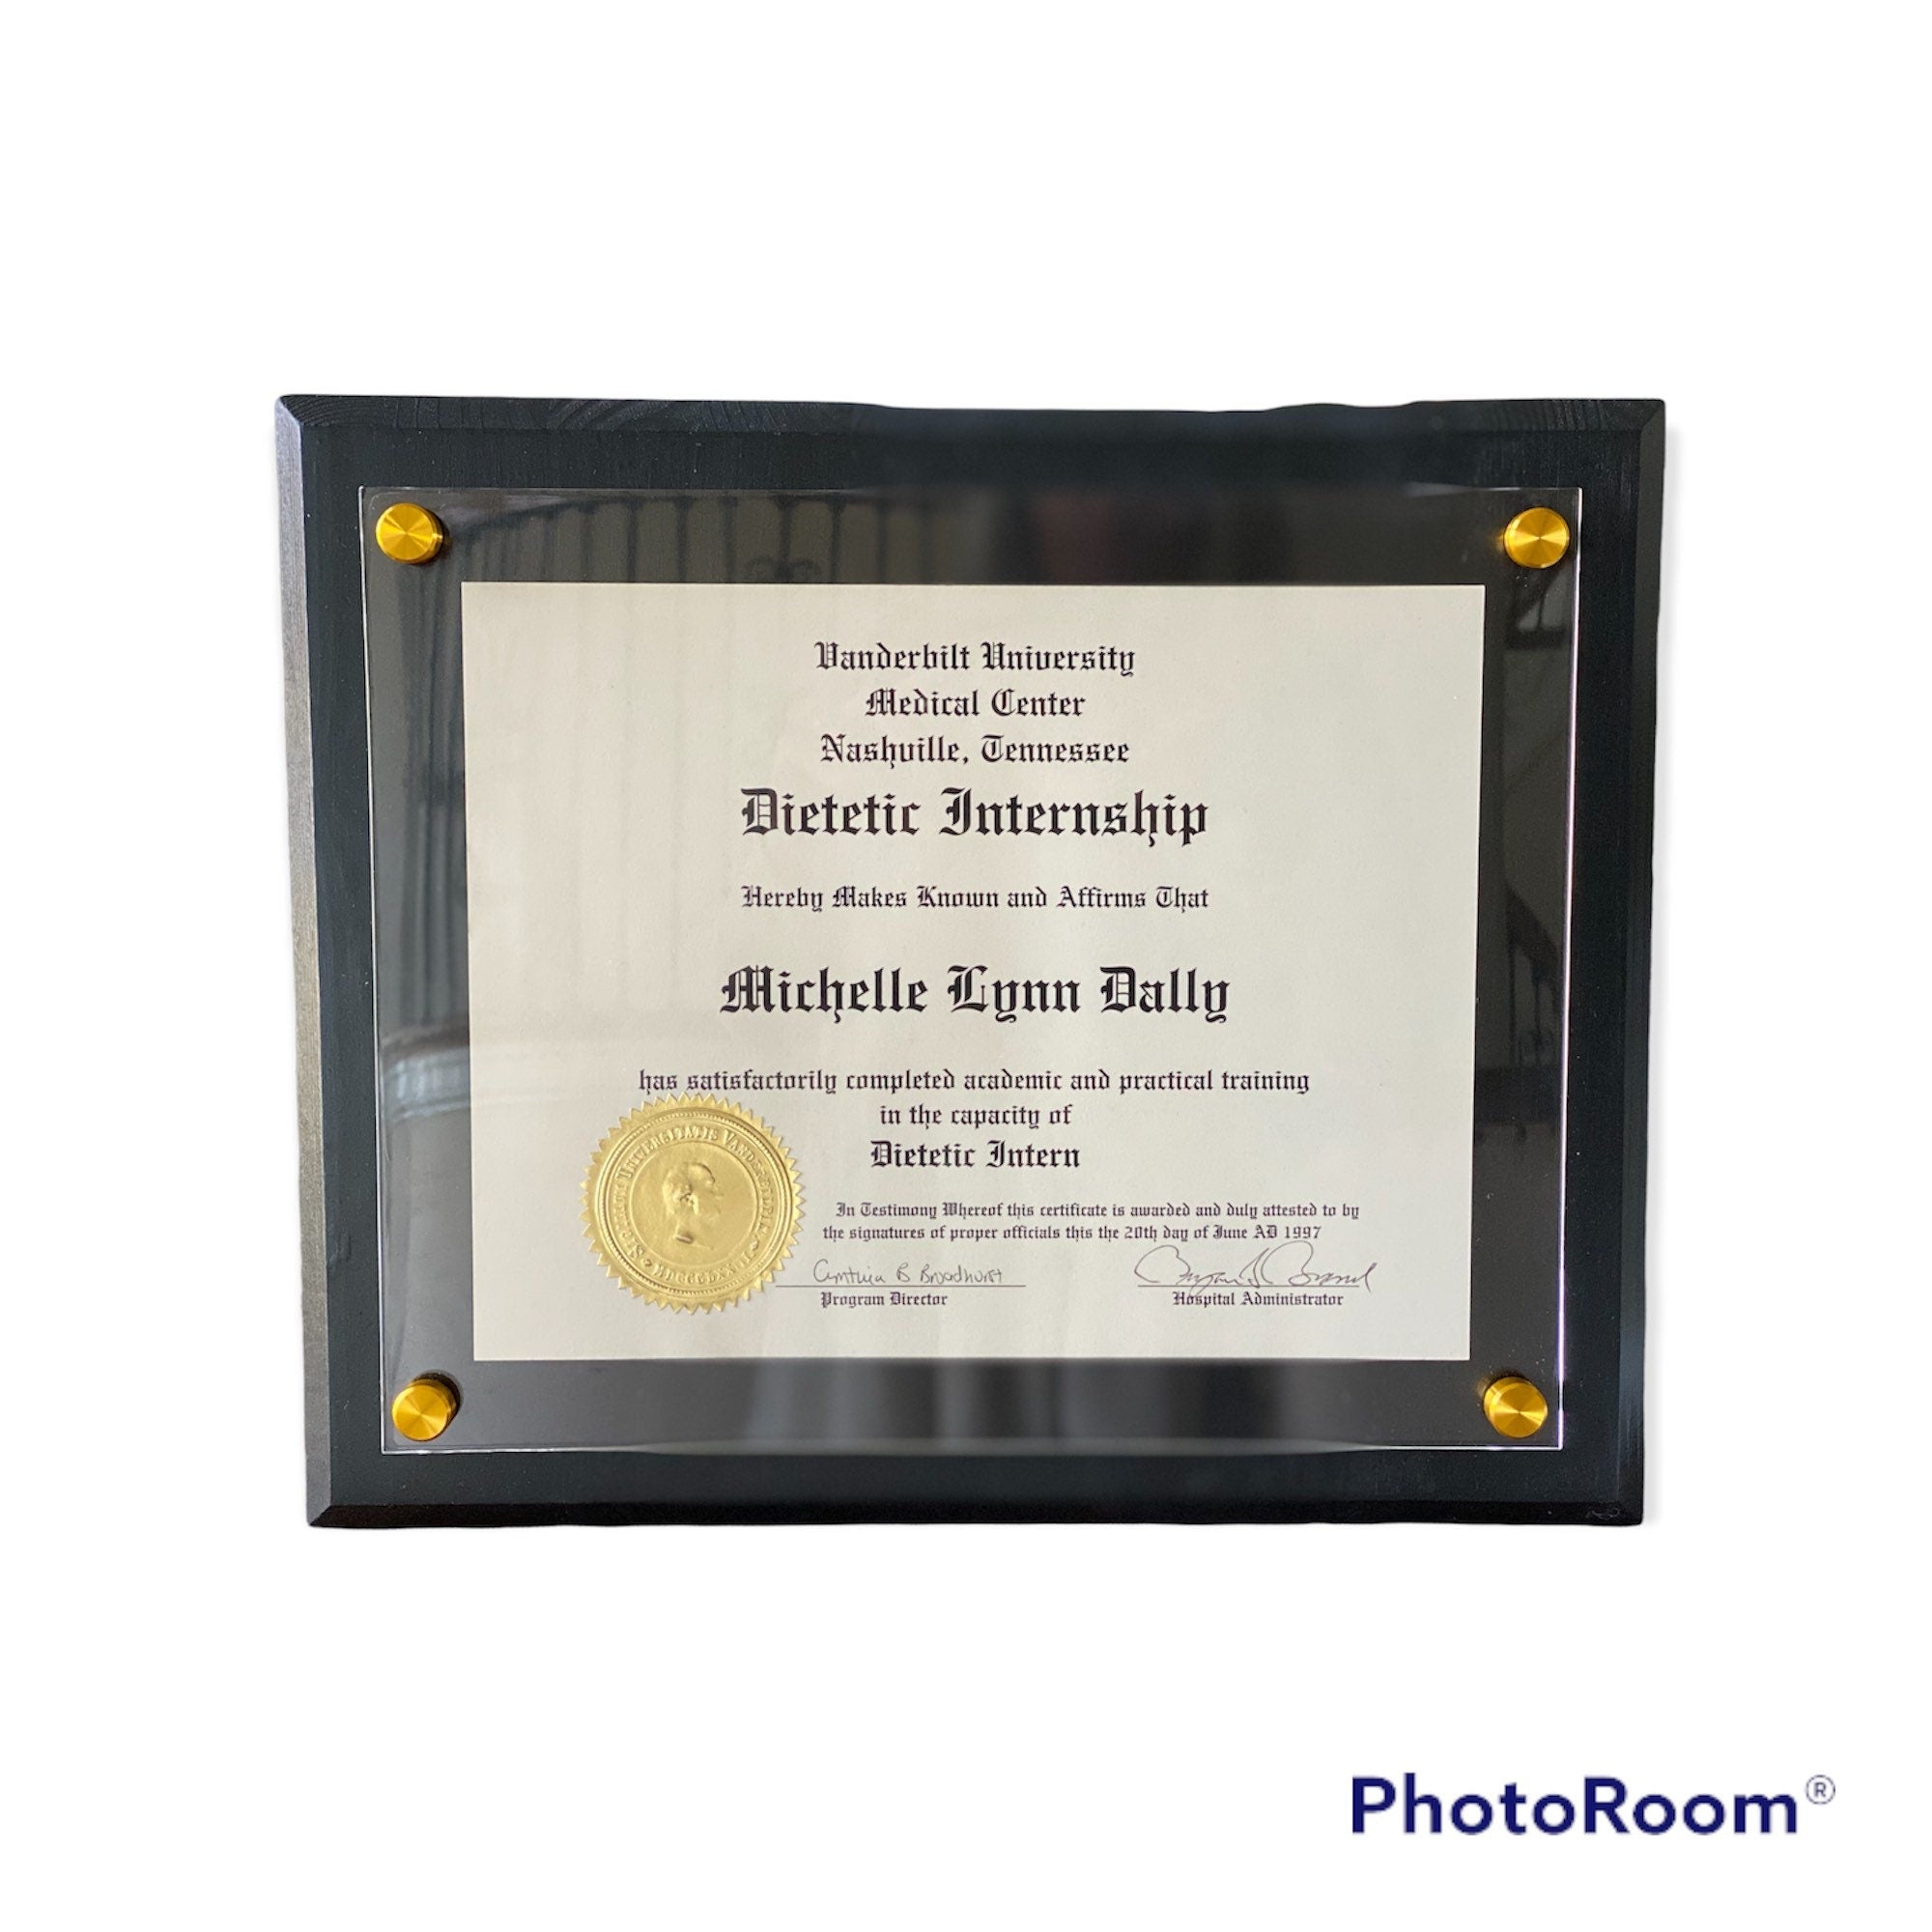 Vanderbilt University
Medical Center
Nashville, Tennessee
Dietetic Internship
Hereby Makes Known and Affirms That
Michelle Lynn Dally
has satisfactorily completed academic and practical training
in the capacity of
Dietetic Intern
In Testimony Whereof this certificate is awarded and duly attested to by
the signatures of proper officials this the 20th day of June AD 1997
Cynthia B Broadhurst
Program Director
Hospital Administrator
PhotoRoom®